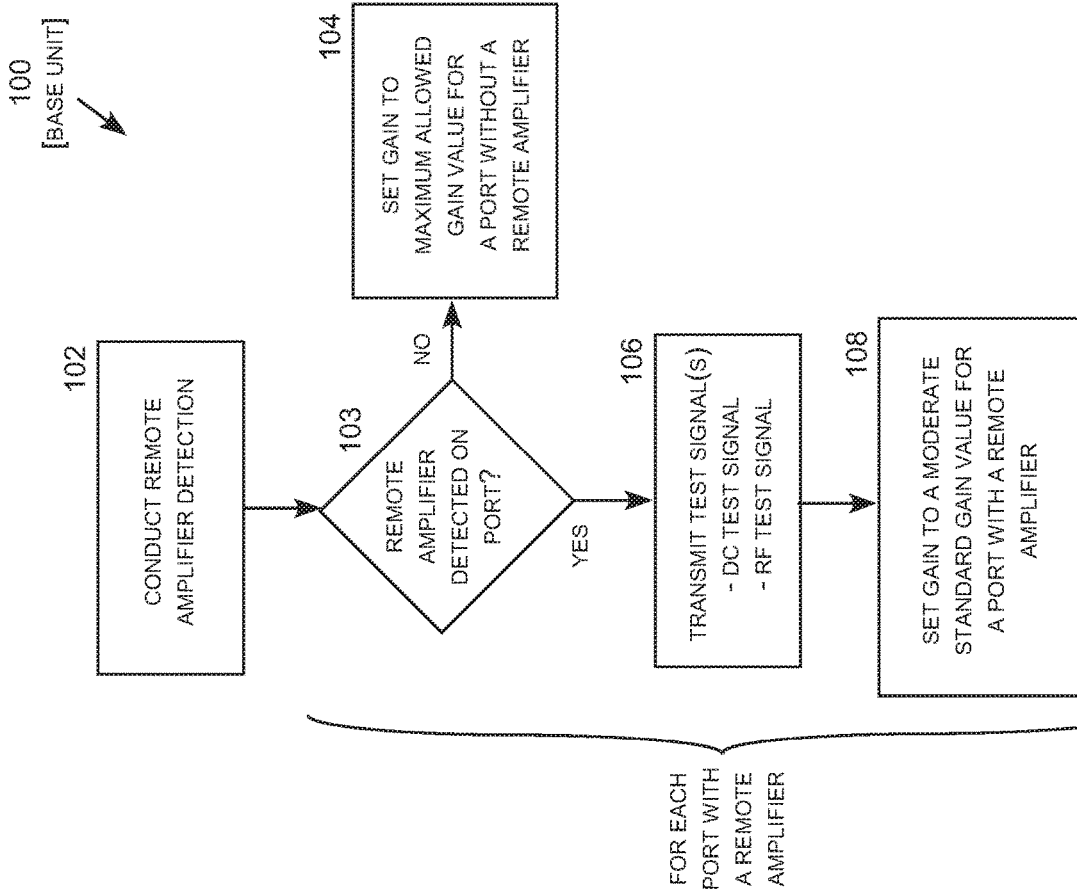 100
[BASE UNIT]
102
CONDUCT REMOTE
AMPLIFIER DETECTION
103
REMOTE
AMPLIFIER
DETECTED ON
PORT?
NO
104
SET GAIN TO
MAXIMUM ALLOWED
GAIN VALUE FOR
A PORT WITHOUT A
REMOTE AMPLIFIER
YES
106
TRANSMIT TEST SIGNAL(S)
- DC TEST SIGNAL
- RF TEST SIGNAL
108
SET GAIN TO A MODERATE
STANDARD GAIN VALUE FOR
A PORT WITH A REMOTE
AMPLIFIER
FOR EACH
PORT WITH
A REMOTE
AMPLIFIER